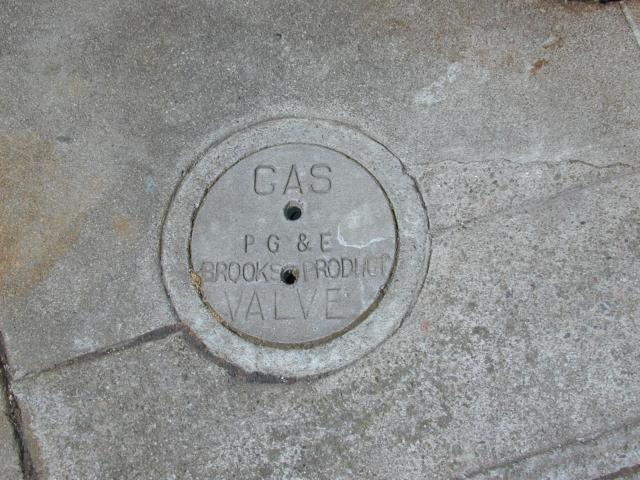 GAS
P G & E
BROOKS PRODUCT
VALVE